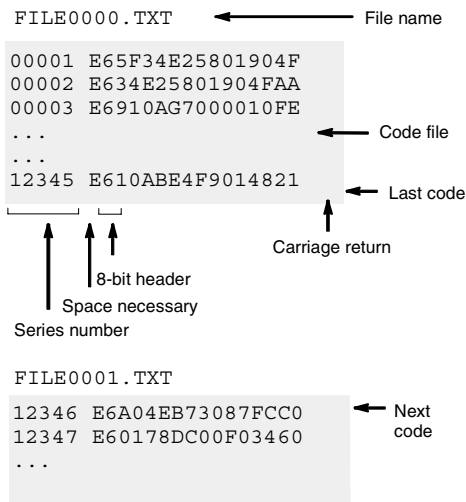 FILE0000.TXT
File name
00001 E65F34E25801904F
00002 E634E25801904FAA
00003 E6910AG7000010FE
...
Code file
...
12345 E610ABE4F9014821
Last code
Carriage return
8-bit header
Space necessary
Series number
FILE0001.TXT
12346 E6A04EB73087FCC0
Next
code
12347 E60178DC00F03460
...